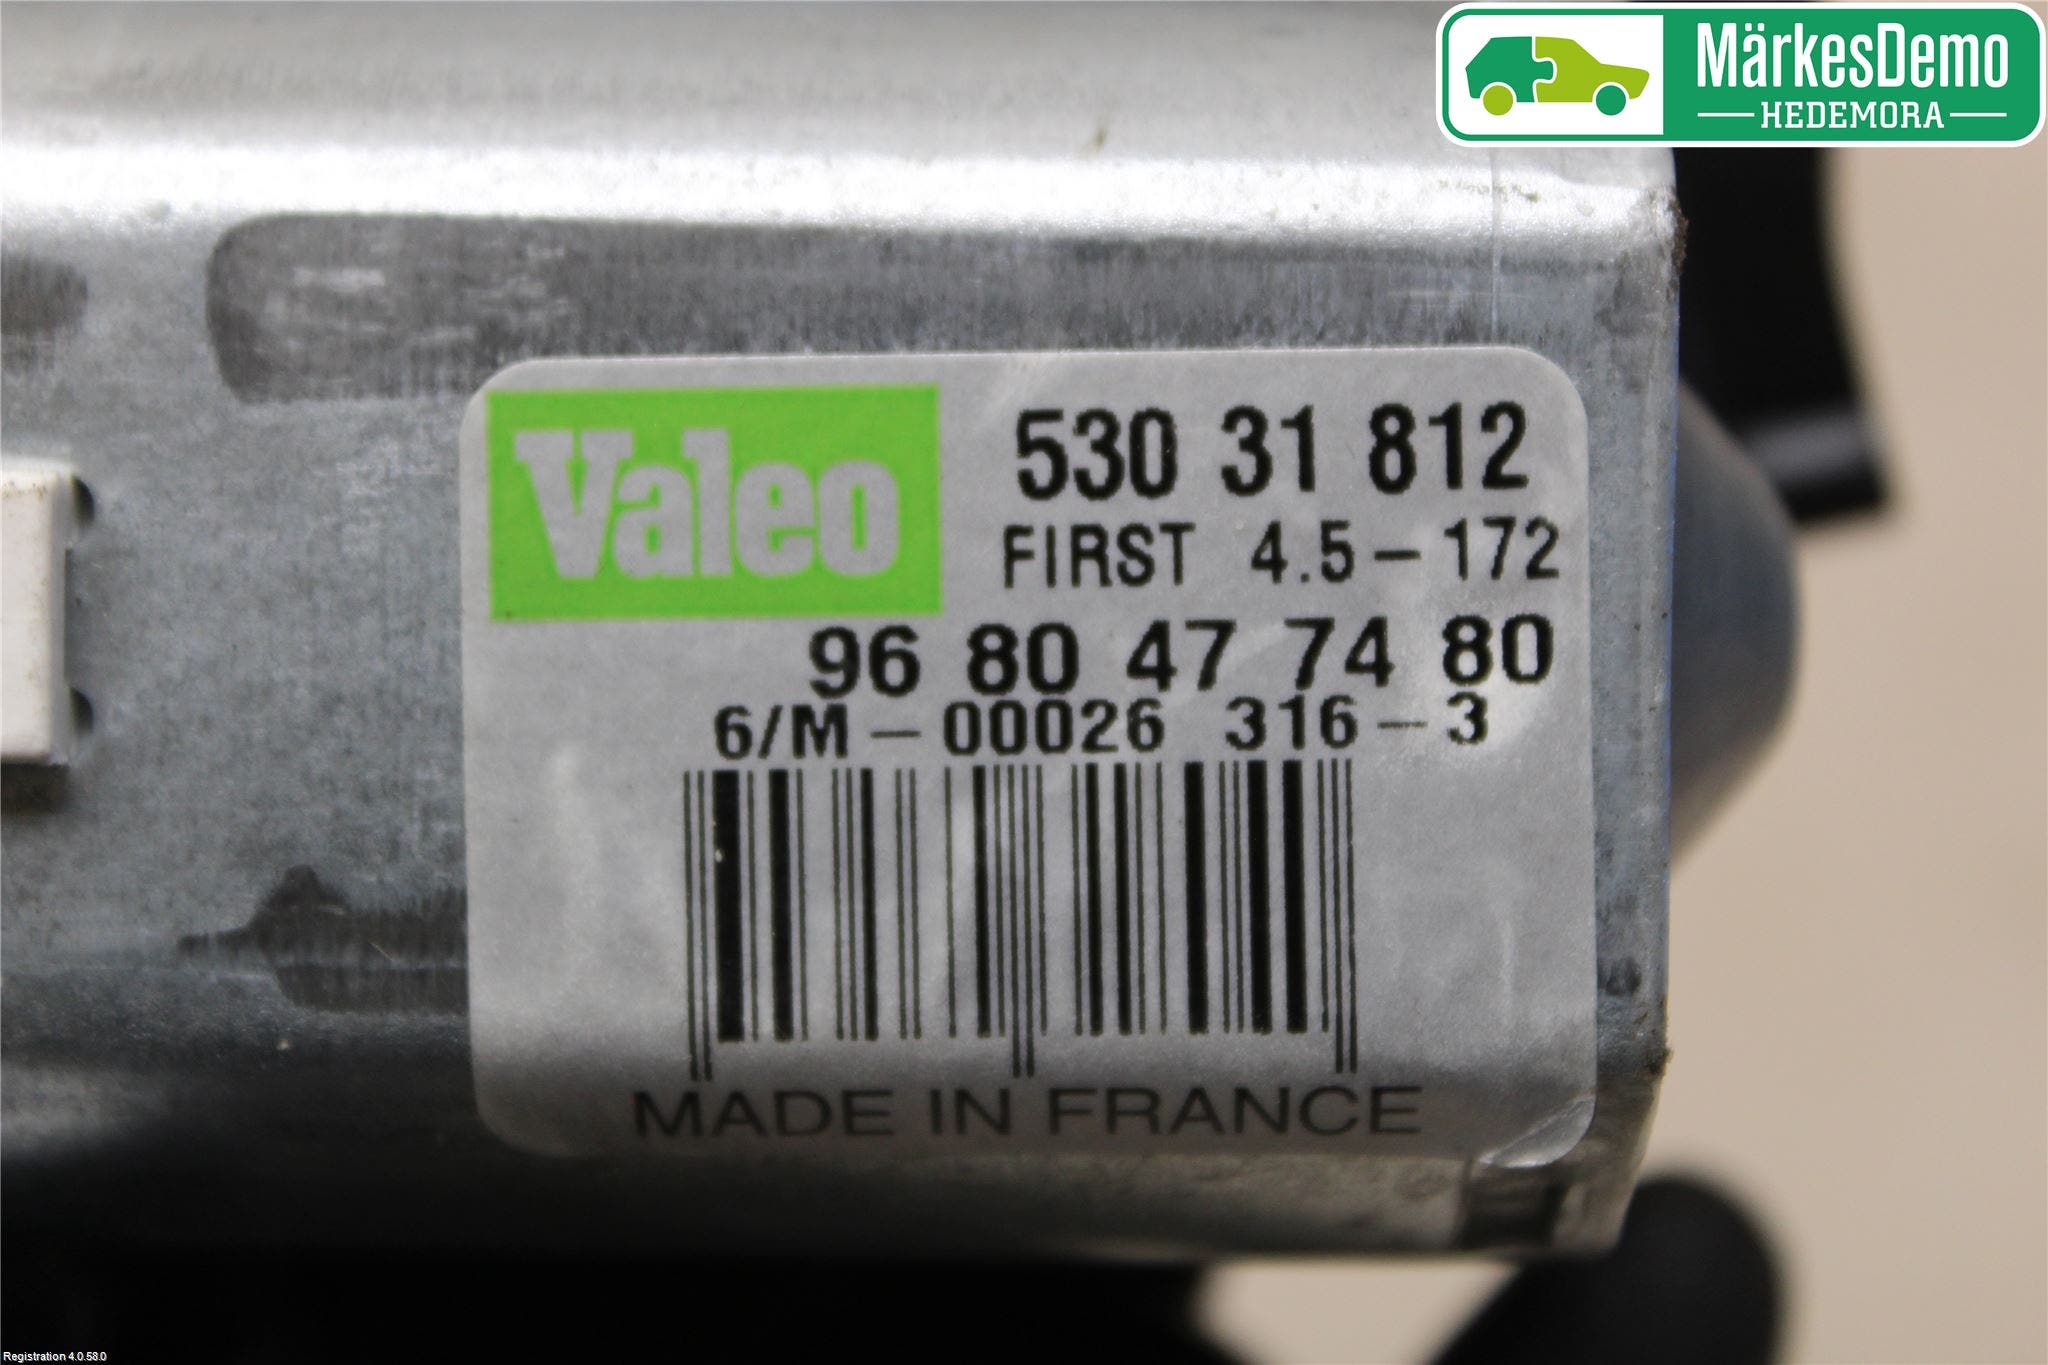 MärkesDemo
HEDEMORA
Valeo
530 31 812
FIRST 4.5-172
96 80 47 74 80
6/M-00026 316-3
MADE IN FRANCE
Registration 4.0.58.0